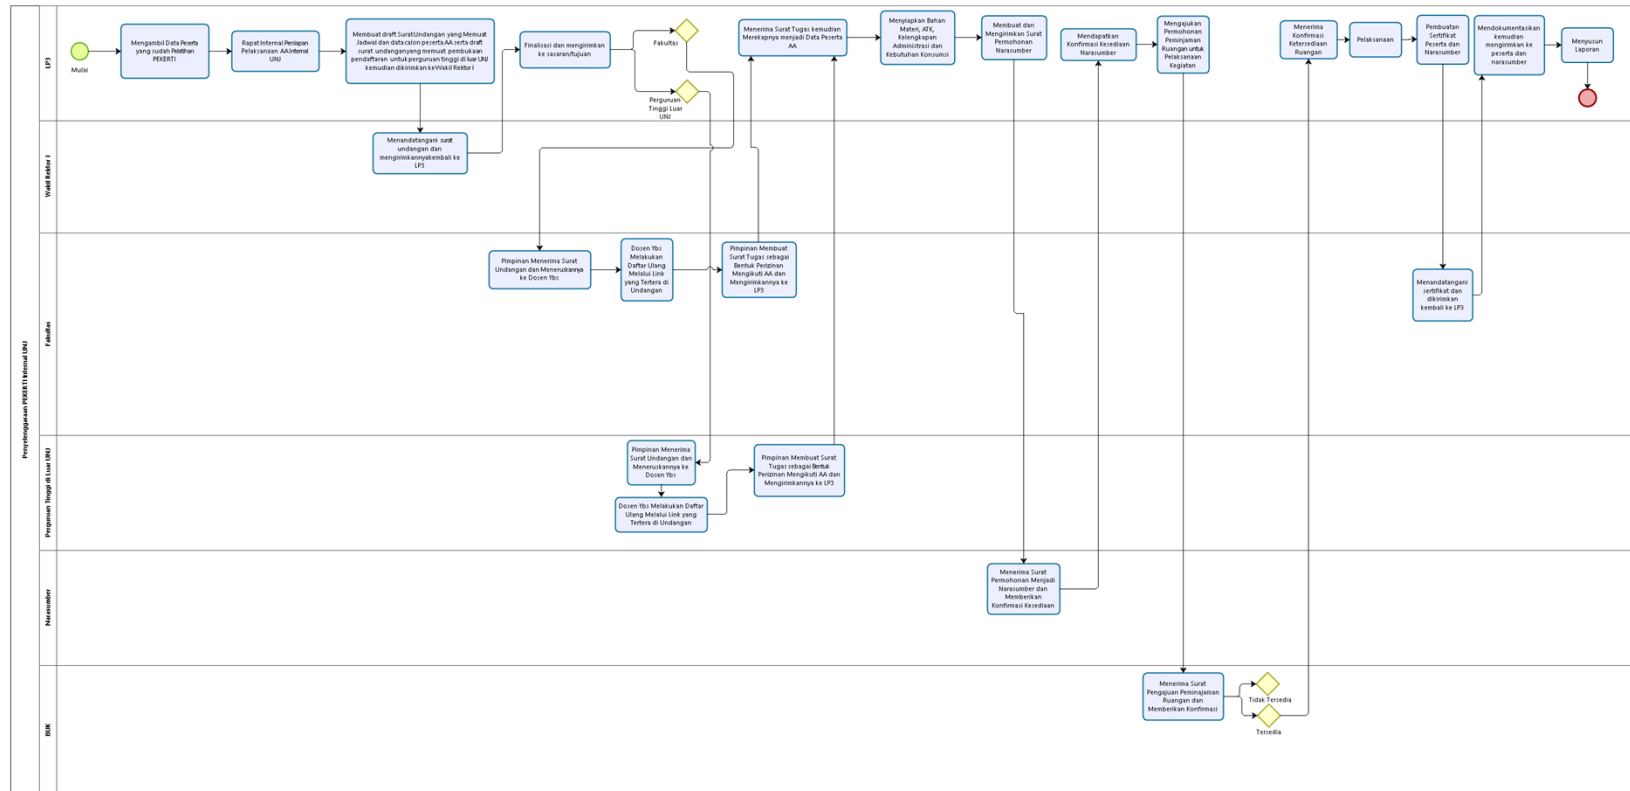 Penyelenggaraan PEKERTI Internal UNJ
LP3
Mulai
Mengambil Data Peserta
yang sudah Pelatihan
PEKERTI
Rapat Internal Persiapan
Pelaksanaan AA Internal
UNJ
Membuat draft Surat Undangan yang Memuat
Jadwal dan data calon peserta AA serta draft
surat undangan yang memuat pembukaan
pendaftaran untuk perguruan tinggi di luar UNJ
kemudian dikirimkan ke Wakil Rektor I
Finalisasi dan mengirimkan
ke sasaran/tujuan
Fakultas
Perguruan
Tinggi Luar
UNJ
Menerima Surat Tugas kemudian
Merekapnya menjadi Data Peserta
AA
Menyiapkan Bahan
Materi, ATK,
Kelengkapan
Administrasi dan
Kebutuhan Konsumsi
Membuat dan
Mengirimkan Surat
Permohonan
Narasumber
Mendapatkan
Konfirmasi Kesediaan
Narasumber
Mengajukan
Permohonan
Peminjaman
Ruangan untuk
Pelaksanaan
Kegiatan
Menerima
Konfirmasi
Ketersediaan
Ruangan
Pelaksanaan
Pembuatan
Sertifikat
Peserta dan
Narasumber
Mendokumentasikan
kemudian
mengirimkan ke
peserta dan
narasumber
Menyusun
Laporan
Wakil Rektor I
Menandatangani surat
undangan dan
mengirimkannya kembali ke
LP3
Fakultas
Pimpinan Menerima Surat
Undangan dan Meneruskannya
ke Dosen Ybs
Dosen Ybs
Melakukan
Daftar Ulang
Melalui Link
yang Tertera di
Undangan
Pimpinan Membuat
Surat Tugas sebagai
Bentuk Perizinan
Mengikuti AA dan
Mengirimkannya ke
LP3
Menandatangani
sertifikat dan
dikirimkan
kembali ke LP3
Perguruan Tinggi di Luar UNJ
Pimpinan Menerima
Surat Undangan dan
Meneruskannya ke
Dosen Ybs
Dosen Ybs Melakukan Daftar
Ulang Melalui Link yang
Tertera di Undangan
Pimpinan Membuat Surat
Tugas sebagai Bentuk
Perizinan Mengikuti AA dan
Mengirimkannya ke LP3
Narasumber
Menerima Surat
Permohonan Menjadi
Narasumber dan
Memberikan
Konfirmasi Kesediaan
BUK
Menerima Surat
Pengajuan Peminajaman
Ruangan dan
Memberikan Konfirmasi
Tidak Tersedia
Tersedia